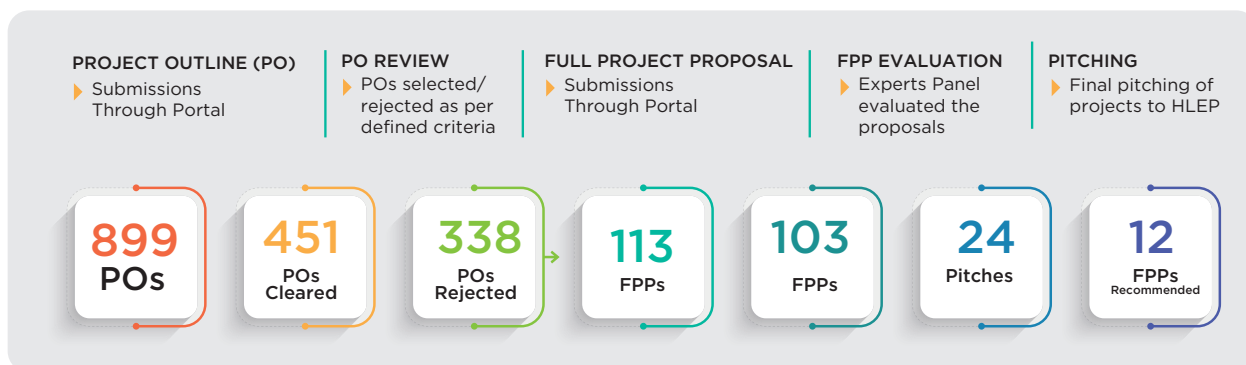 PROJECT OUTLINE (PO)
Submissions
Through Portal
PO REVIEW
POs selected/
rejected as per
defined criteria
FULL PROJECT PROPOSAL
Submissions
Through Portal
FPP EVALUATION
Experts Panel
evaluated the
proposals
PITCHING
Final pitching of
projects to HLEP
899
POs
451
POs
Cleared
338
POs
Rejected
113
FPPs
103
FPPs
24
Pitches
12
FPPs
Recommended